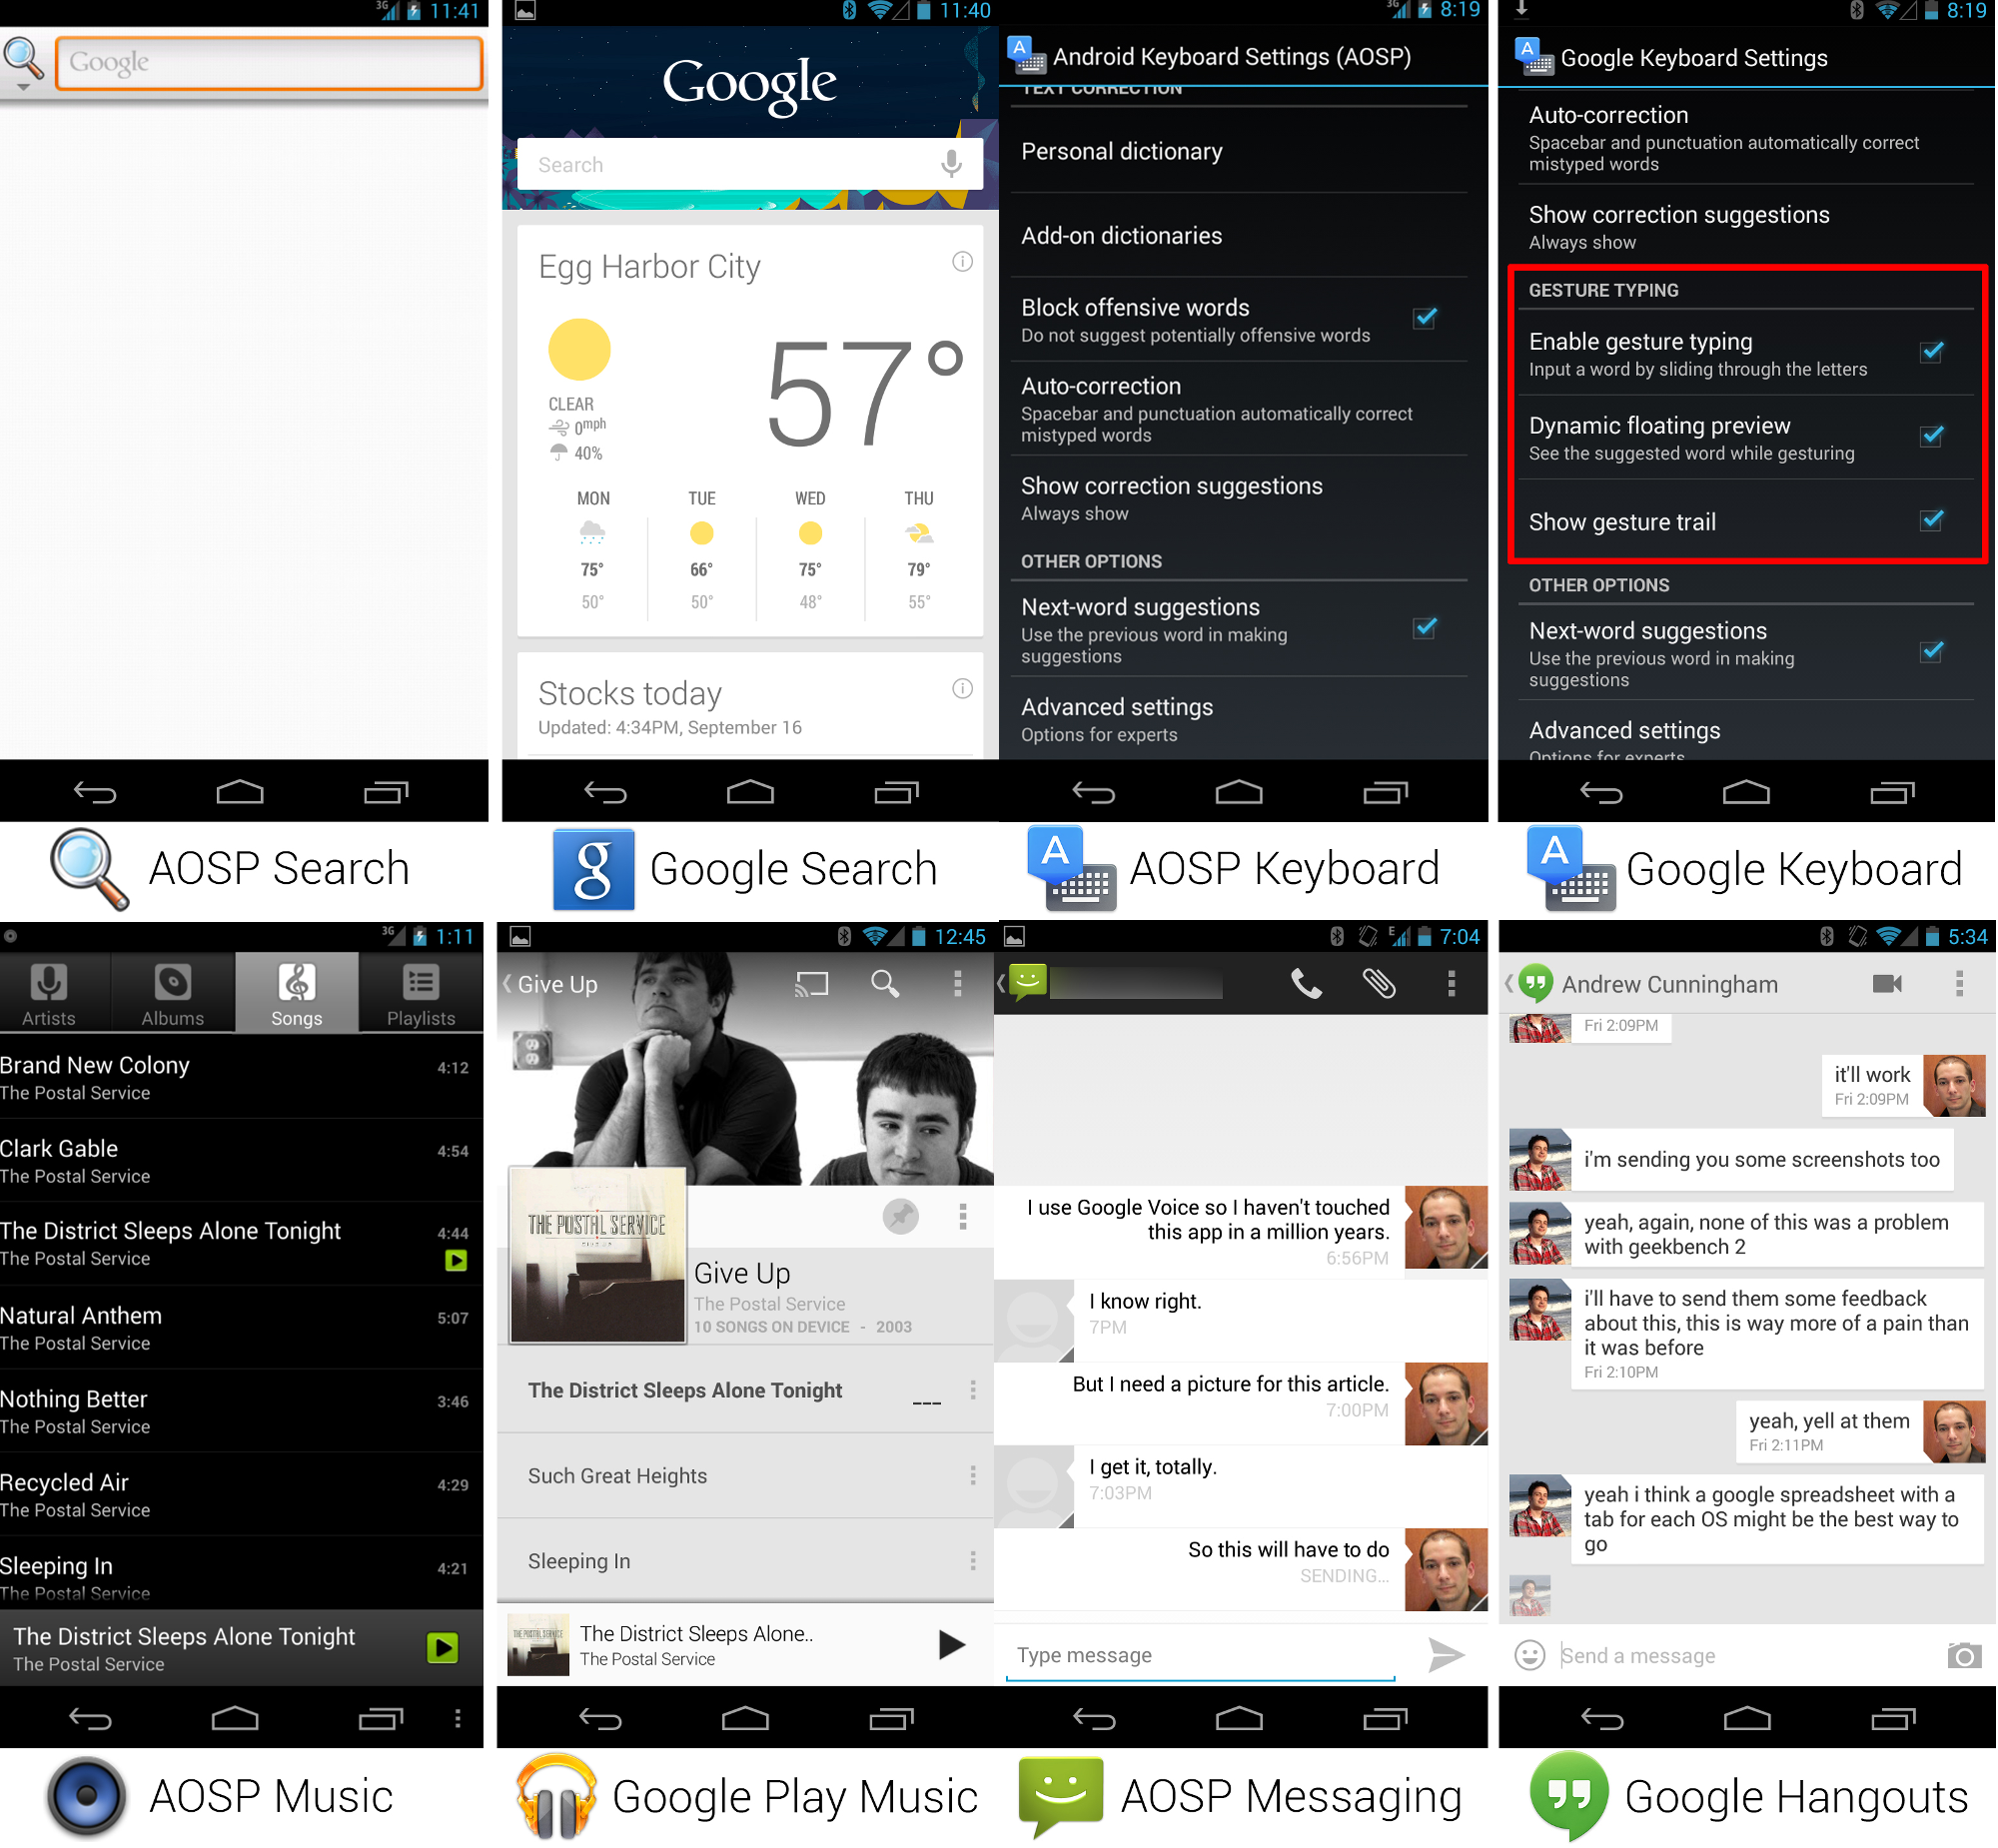 3G 11:41
Google
AOSP Search
11:40
Google
Search
Egg Harbor City
57°
CLEAR
0mph
40%
MON TUE WED THU
75° 66° 75° 79°
50° 50° 48° 55°
Stocks today
Updated: 4:34PM, September 16
Google Search
3G 8:19
Android Keyboard Settings (AOSP)
TEXT CORRECTION
Personal dictionary
Add-on dictionaries
Block offensive words
Do not suggest potentially offensive words
Auto-correction
Spacebar and punctuation automatically correct
mistyped words
Show correction suggestions
Always show
OTHER OPTIONS
Next-word suggestions
Use the previous word in making
suggestions
Advanced settings
Options for experts
AOSP Keyboard
8:19
Google Keyboard Settings
Auto-correction
Spacebar and punctuation automatically correct
mistyped words
Show correction suggestions
Always show
GESTURE TYPING
Enable gesture typing
Input a word by sliding through the letters
Dynamic floating preview
See the suggested word while gesturing
Show gesture trail
OTHER OPTIONS
Next-word suggestions
Use the previous word in making
suggestions
Advanced settings
Options for experts
Google Keyboard
3G 1:11
Artists Albums Songs Playlists
Brand New Colony 4:12
The Postal Service
Clark Gable 4:54
The Postal Service
The District Sleeps Alone Tonight 4:44
The Postal Service
Natural Anthem 5:07
The Postal Service
Nothing Better 3:46
The Postal Service
Recycled Air 4:29
The Postal Service
Sleeping In 4:21
The Postal Service
The District Sleeps Alone Tonight
The Postal Service
AOSP Music
12:45
Give Up
THE POSTAL SERVICE
Give Up
The Postal Service
10 SONGS ON DEVICE - 2003
The District Sleeps Alone Tonight
Such Great Heights
Sleeping In
THE POSTAL SERVICE
The District Sleeps Alone..
The Postal Service
Google Play Music
E 7:04
I use Google Voice so I haven't touched
this app in a million years.
6:56PM
I know right.
7PM
But I need a picture for this article.
7:00PM
I get it, totally.
7:03PM
So this will have to do
SENDING...
Type message
AOSP Messaging
5:34
Andrew Cunningham
Fri 2:09PM
it'll work
Fri 2:09PM
i'm sending you some screenshots too
yeah, again, none of this was a problem
with geekbench 2
i'll have to send them some feedback
about this, this is way more of a pain than
it was before
Fri 2:10PM
yeah, yell at them
Fri 2:11PM
yeah i think a google spreadsheet with a
tab for each OS might be the best way to
go
Send a message
Google Hangouts